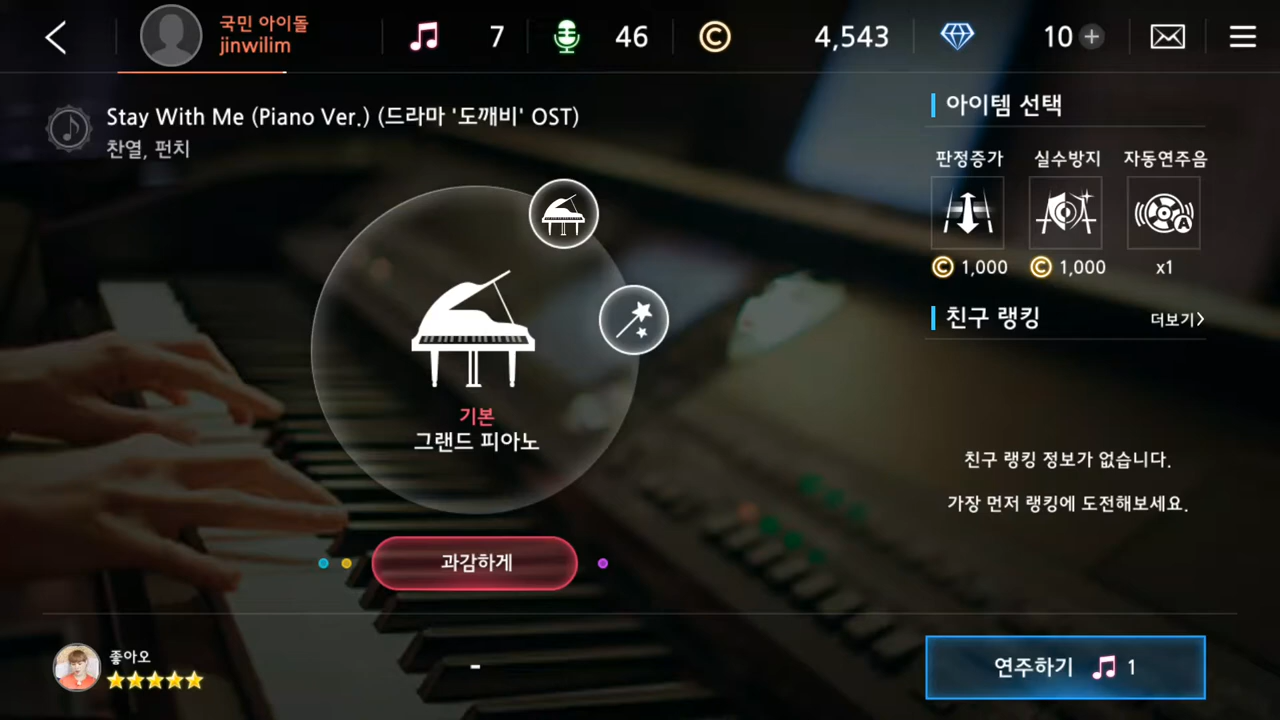 국민 아이돌
jinwilim
7
46
4,543
10
Stay With Me (Piano Ver.) (드라마 '도깨비' OST)
찬열, 펀치
기본
그랜드 피아노
과감하게
-
좋아오
아이템 선택
판정증가 실수방지 자동연주음
A
C 1,000 C 1,000 x1
친구 랭킹 더보기>
친구 랭킹 정보가 없습니다.
가장 먼저 랭킹에 도전해보세요.
연주하기 1